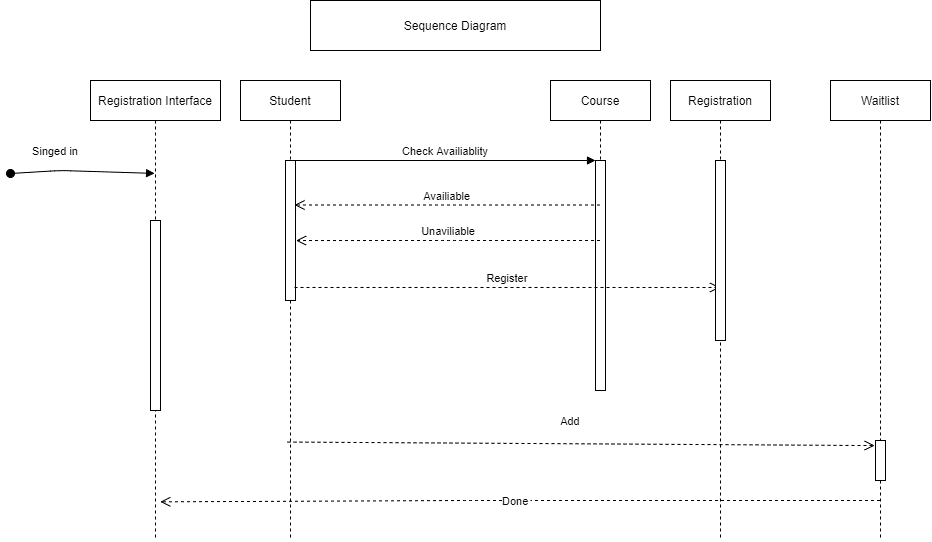 Sequence Diagram
Registration Interface
Student
Course
Registration
Waitlist
Singed in
Check Availiablity
Availiable
Unaviliable
Register
Add
Done